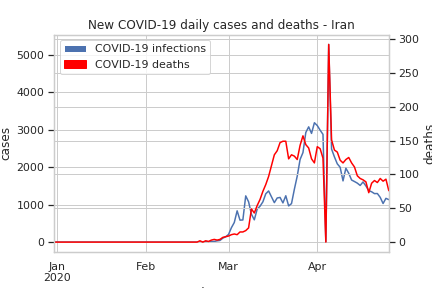 New COVID-19 daily cases and deaths - Iran
COVID-19 infections
COVID-19 deaths
5000
4000
3000
2000
1000
0
cases
300
250
200
150
100
50
0
deaths
Jan
2020
Feb
Mar
Apr